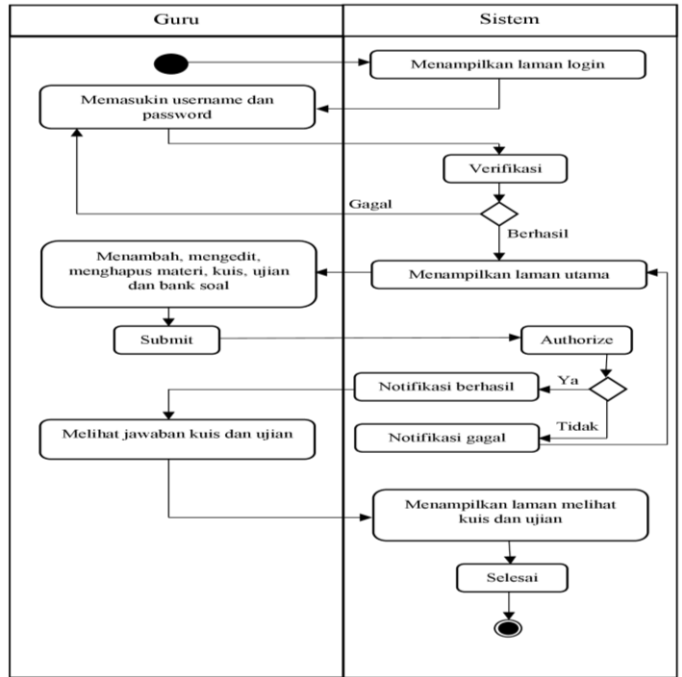 Guru
Sistem
Menampilkan laman login
Memasukin username dan
password
Verifikasi
Gagal
Berhasil
Menambah, mengedit,
menghapus materi, kuis, ujian
dan bank soal
Menampilkan laman utama
Submit
Authorize
Ya
Notifikasi berhasil
Tidak
Notifikasi gagal
Melihat jawaban kuis dan ujian
Menampilkan laman melihat
kuis dan ujian
Selesai